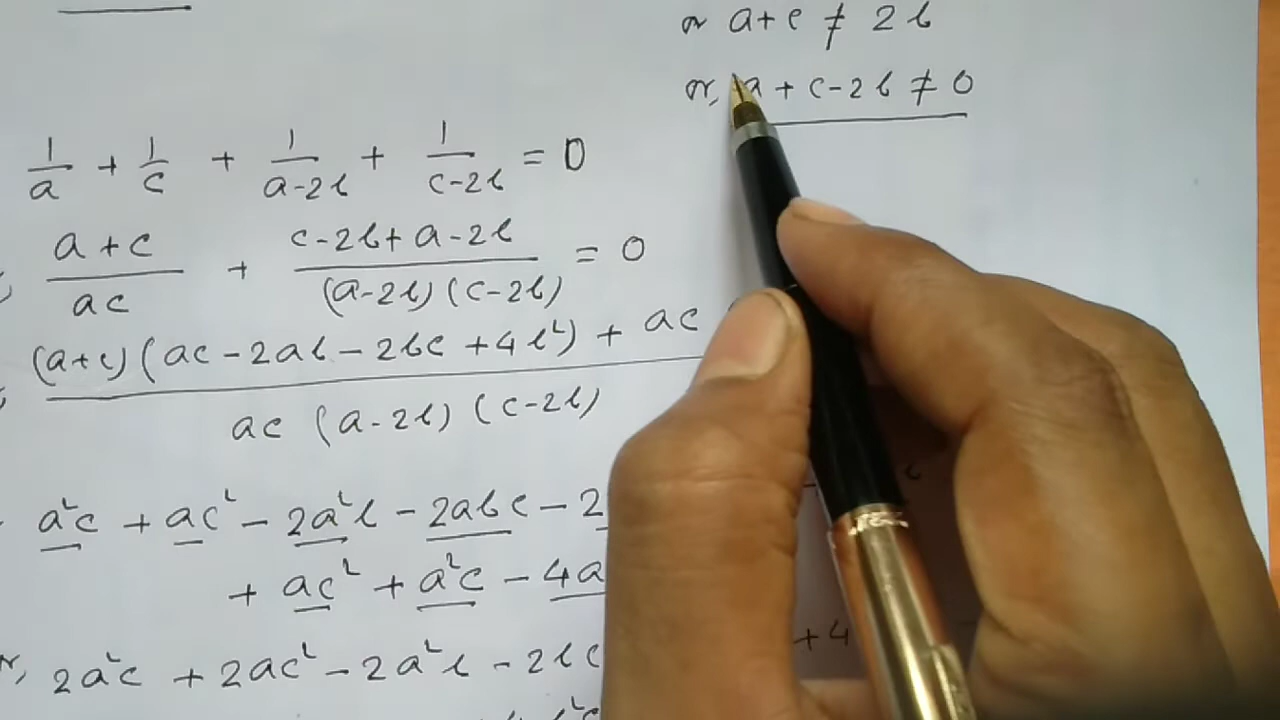 or a+c ≠ 2b
or, a+c-2b ≠ 0
1/a + 1/c + 1/(a-2b) + 1/(c-2b) = 0
(a+c)/(ac) + (c-2b+a-2b)/((a-2b)(c-2b)) = 0
(a+c)(ac-2ab-2bc+4b²) + ac
ac (a-2b)(c-2b)
a²c + ac² - 2a²b - 2abc - 2
+ ac² + a²c - 4a
2a²c + 2ac² - 2a²b - 2bc
+4